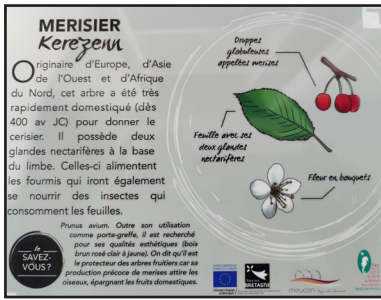 MERISIER
Kerezenn
Originaire d'Europe, d'Asie
de l'Ouest et d'Afrique
du Nord, cet arbre a été très
rapidement domestiqué (dès
400 av JC) pour donner le
cerisier. Il possède deux
glandes nectarifères à la base
du limbe. Celles-ci alimentent
les fourmis qui iront également
se nourrir des insectes qui
consomment les feuilles.
Drupes
globuleuses
appelées merises
Feuille avec ses
deux glandes
nectarifères
Fleur en bouquets
le
SAVEZ-
VOUS ?
Prunus avium. Outre son utilisation
comme porte-greffe, il est recherché
pour ses qualités esthétiques (bois
brun rosé clair à jaune). On dit qu'il est
le protecteur des arbres fruitiers car sa
production précoce de merises attire les
oiseaux, épargnant les fruits domestiques.
BRETAGNE
meucon